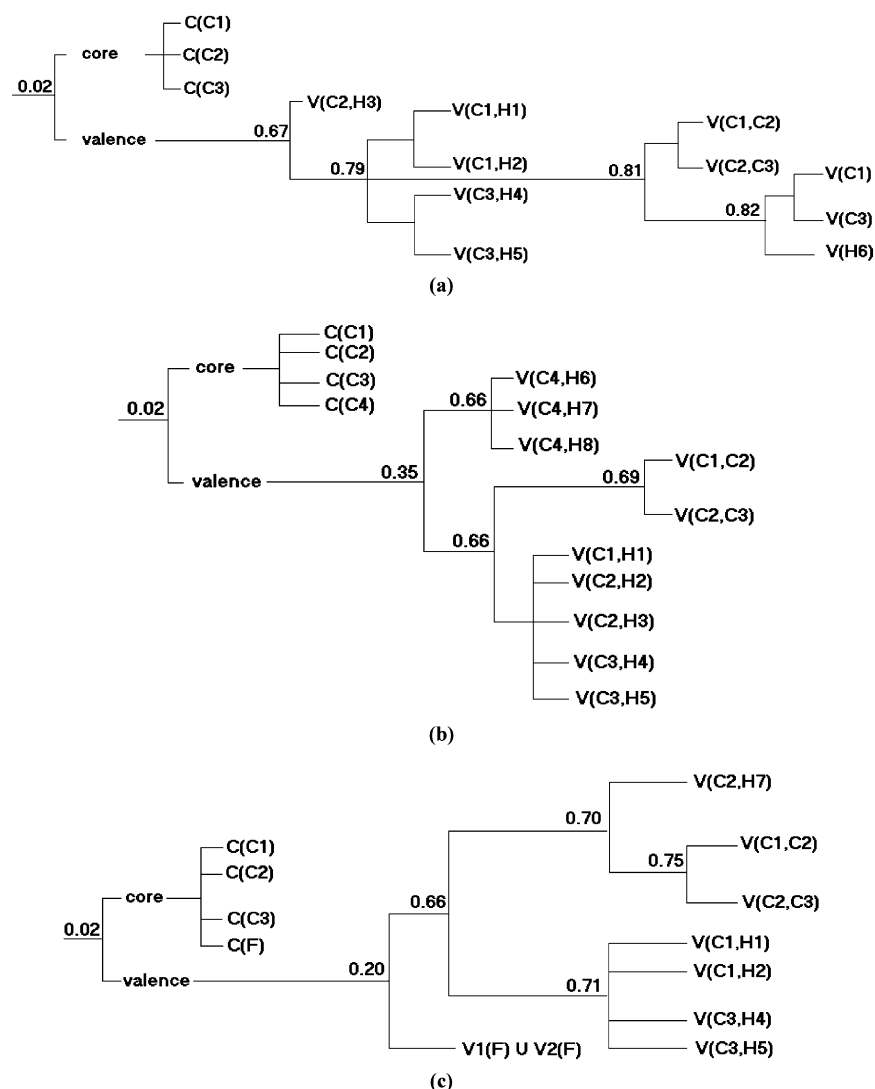 C(C1)
core
C(C2)
0.02
C(C3)
V(C2,H3)
V(C1,H1)
V(C1,C2)
valence
0.67
V(C1,H2)
V(C2,C3)
0.79
0.81
V(C1)
V(C3,H4)
0.82
V(C3)
V(C3,H5)
V(H6)
(a)
C(C1)
C(C2)
core
C(C3)
C(C4)
0.02
V(C4,H6)
0.66
V(C4,H7)
V(C4,H8)
valence
0.35
V(C1,C2)
0.69
V(C2,C3)
0.66
V(C1,H1)
V(C2,H2)
V(C2,H3)
V(C3,H4)
V(C3,H5)
(b)
V(C2,H7)
0.70
C(C1)
V(C1,C2)
C(C2)
0.75
core
0.66
V(C2,C3)
C(C3)
0.02
C(F)
V(C1,H1)
V(C1,H2)
valence
0.20
0.71
V(C3,H4)
V1(F) U V2(F)
V(C3,H5)
(c)